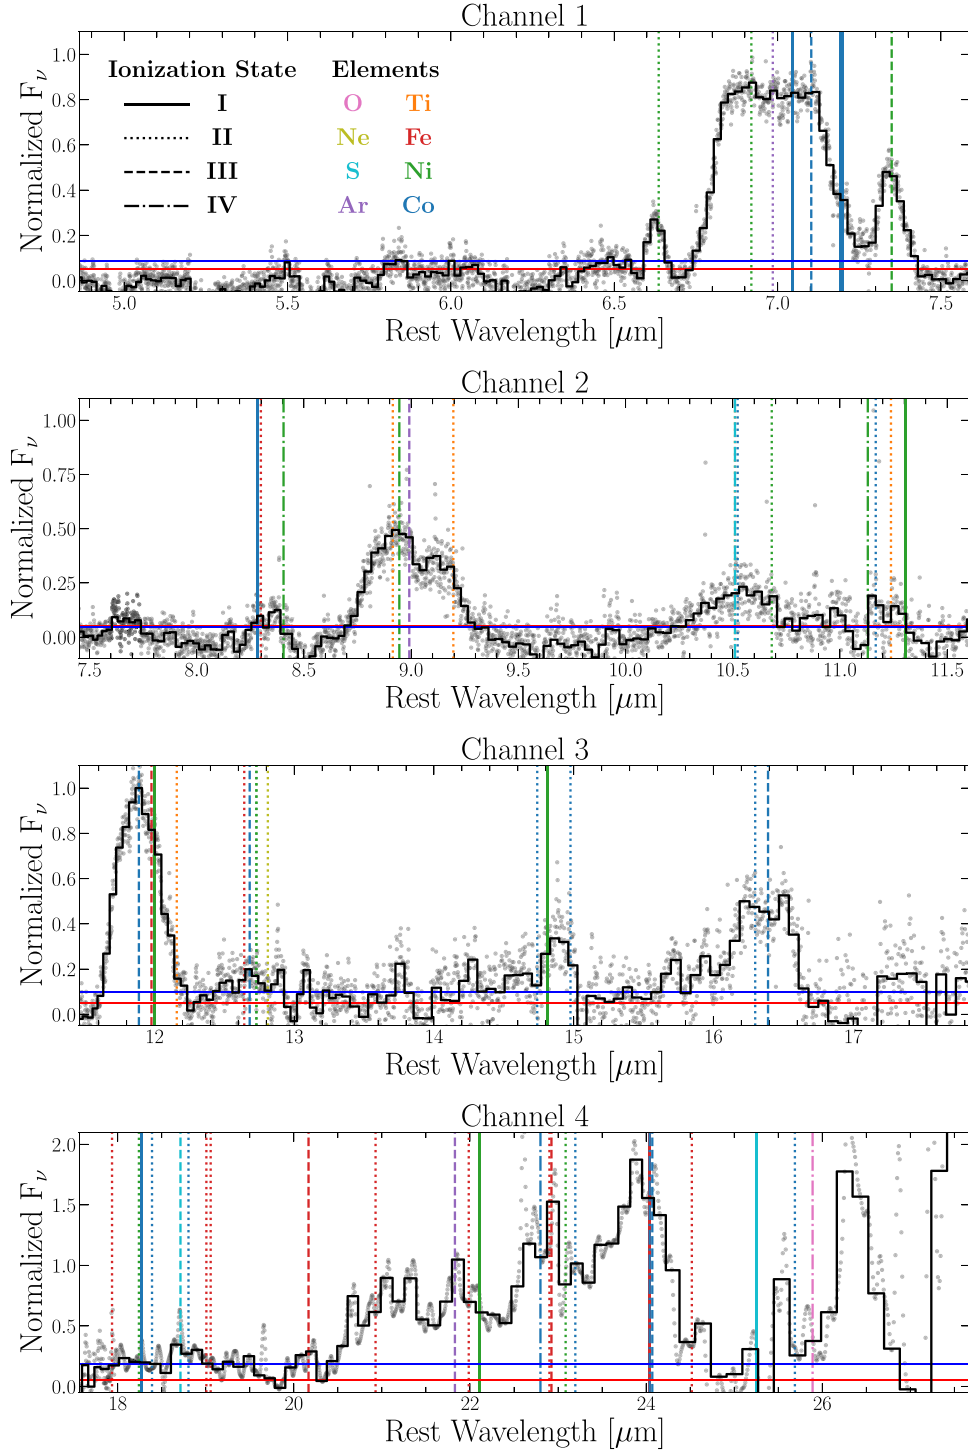 Channel 1
Normalized Fν
1.0
0.8
0.6
0.4
0.2
0.0
Ionization State Elements
I O Ti
II Ne Fe
III S Ni
IV Ar Co
5.0 5.5 6.0 6.5 7.0 7.5
Rest Wavelength [μm]
Channel 2
Normalized Fν
1.00
0.75
0.50
0.25
0.00
7.5 8.0 8.5 9.0 9.5 10.0 10.5 11.0 11.5
Rest Wavelength [μm]
Channel 3
Normalized Fν
1.0
0.8
0.6
0.4
0.2
0.0
12 13 14 15 16 17
Rest Wavelength [μm]
Channel 4
Normalized Fν
2.0
1.5
1.0
0.5
0.0
18 20 22 24 26
Rest Wavelength [μm]